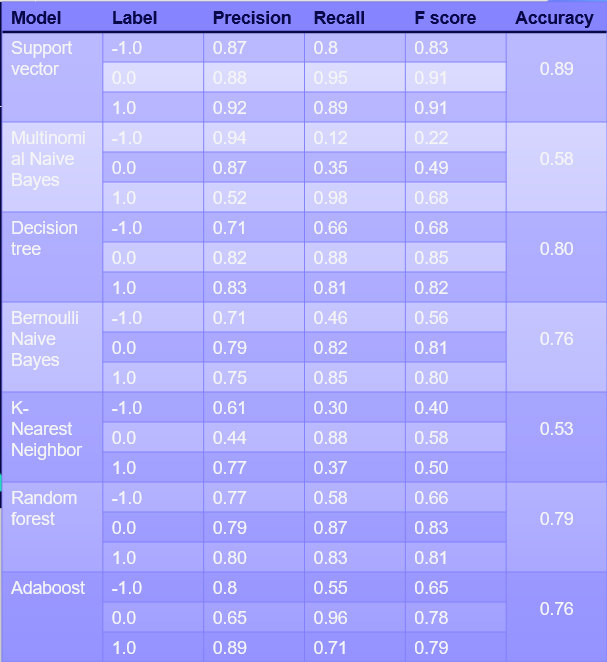 Model Label Precision Recall F score Accuracy
Support vector -1.0 0.87 0.8 0.83 0.89
0.0 0.88 0.95 0.91
1.0 0.92 0.89 0.91
Multinomi al Naive Bayes -1.0 0.94 0.12 0.22 0.58
0.0 0.87 0.35 0.49
1.0 0.52 0.98 0.68
Decision tree -1.0 0.71 0.66 0.68 0.80
0.0 0.82 0.88 0.85
1.0 0.83 0.81 0.82
Bernoulli Naive Bayes -1.0 0.71 0.46 0.56 0.76
0.0 0.79 0.82 0.81
1.0 0.75 0.85 0.80
K- Nearest Neighbor -1.0 0.61 0.30 0.40 0.53
0.0 0.44 0.88 0.58
1.0 0.77 0.37 0.50
Random forest -1.0 0.77 0.58 0.66 0.79
0.0 0.79 0.87 0.83
1.0 0.80 0.83 0.81
Adaboost -1.0 0.8 0.55 0.65 0.76
0.0 0.65 0.96 0.78
1.0 0.89 0.71 0.79